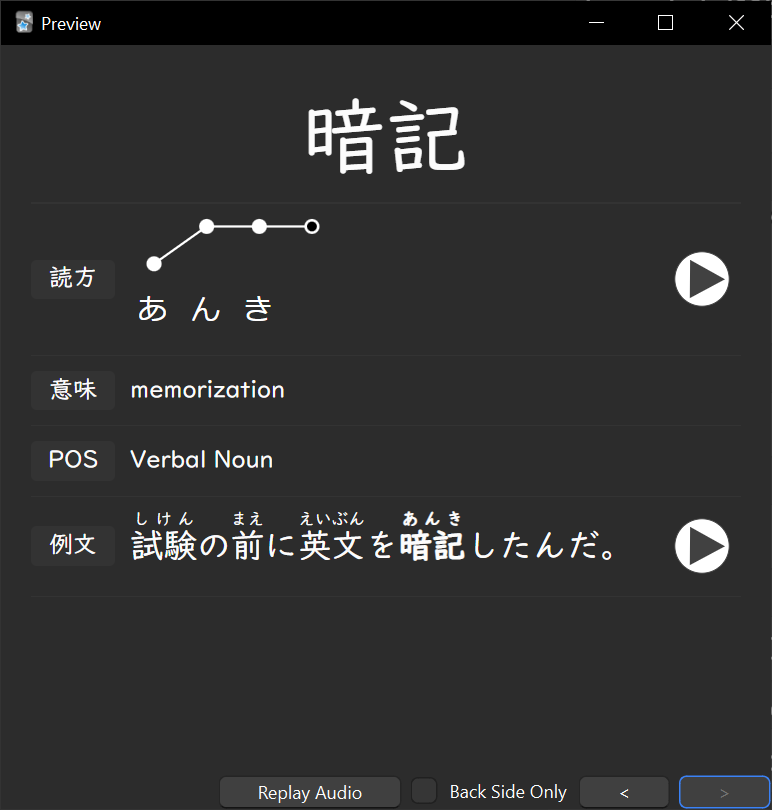 Preview
暗記
読方
あんき
意味 memorization
POS Verbal Noun
しけん まえ えいぶん あんき
例文 試験の前に英文を暗記したんだ。
Replay Audio Back Side Only < >